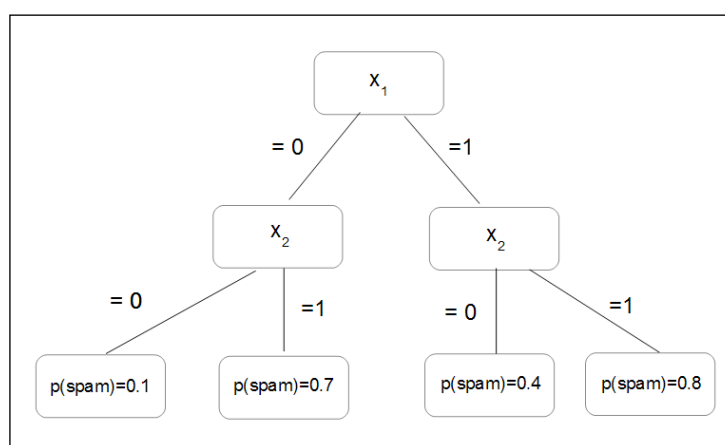 X₁
= 0
=1
X₂
X₂
= 0
=1
= 0
=1
p(spam)=0.1
p(spam)=0.7
p(spam)=0.4
p(spam)=0.8